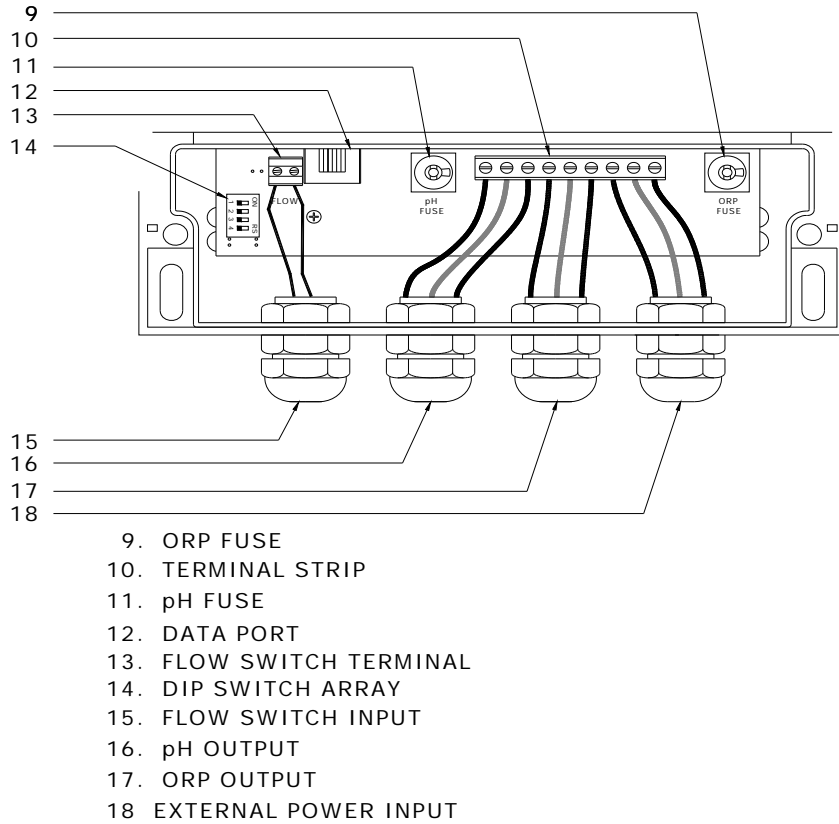 9
10
11
12
13
14
FLOW
pH
FUSE
ORP
FUSE
ON
1 2 3 4
RS
15
16
17
18
9. ORP FUSE
10. TERMINAL STRIP
11. pH FUSE
12. DATA PORT
13. FLOW SWITCH TERMINAL
14. DIP SWITCH ARRAY
15. FLOW SWITCH INPUT
16. pH OUTPUT
17. ORP OUTPUT
18 EXTERNAL POWER INPUT